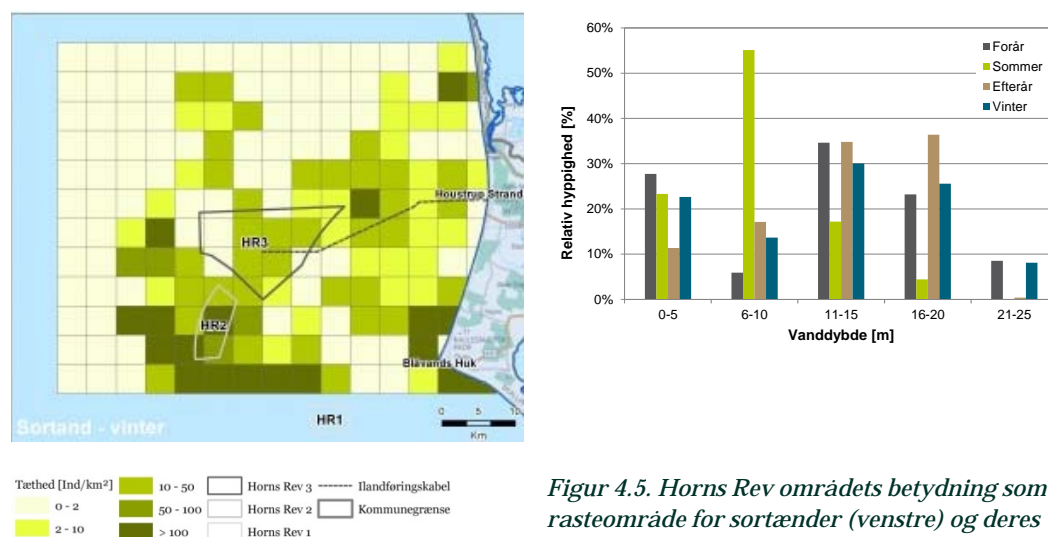 HR3
Houstrup Strand
HR2
Blåvands Huk
HR1
Sortand - vinter
0 5 10
Km
Tæthed [Ind/km²]
0 - 2
2 - 10
10 - 50
50 - 100
> 100
Horns Rev 3
Horns Rev 2
Horns Rev 1
Ilandføringskabel
Kommunegrænse
60%
50%
40%
30%
20%
10%
0%
Relativ hyppighed [%]
Forår
Sommer
Efterår
Vinter
0-5 6-10 11-15 16-20 21-25
Vanddybde [m]
Figur 4.5. Horns Rev områdets betydning som
rasteområde for sortænder (venstre) og deres